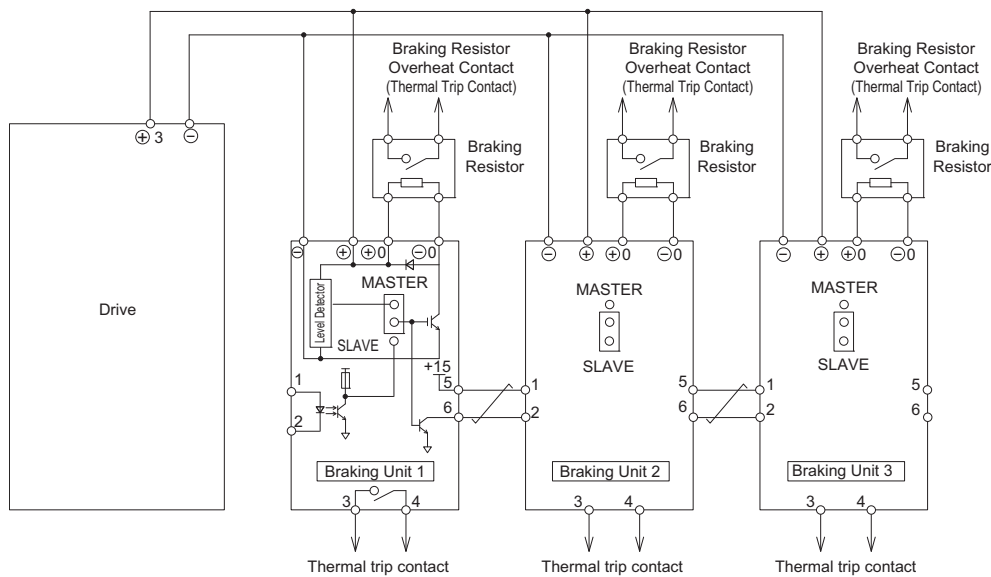 Braking Resistor
Overheat Contact
(Thermal Trip Contact)
Braking Resistor
Overheat Contact
(Thermal Trip Contact)
Braking Resistor
Overheat Contact
(Thermal Trip Contact)
⊕ 3 ⊖
Braking
Resistor
Braking
Resistor
Braking
Resistor
Drive
⊖ ⊕ ⊕0 ⊖0
MASTER
Level Detector
SLAVE
+15
1
2
5
6
Braking Unit 1
3 4
Thermal trip contact
⊖ ⊕ ⊕0 ⊖0
MASTER
SLAVE
1
2
5
6
Braking Unit 2
3 4
Thermal trip contact
⊖ ⊕ ⊕0 ⊖0
MASTER
SLAVE
1
2
5
6
Braking Unit 3
3 4
Thermal trip contact